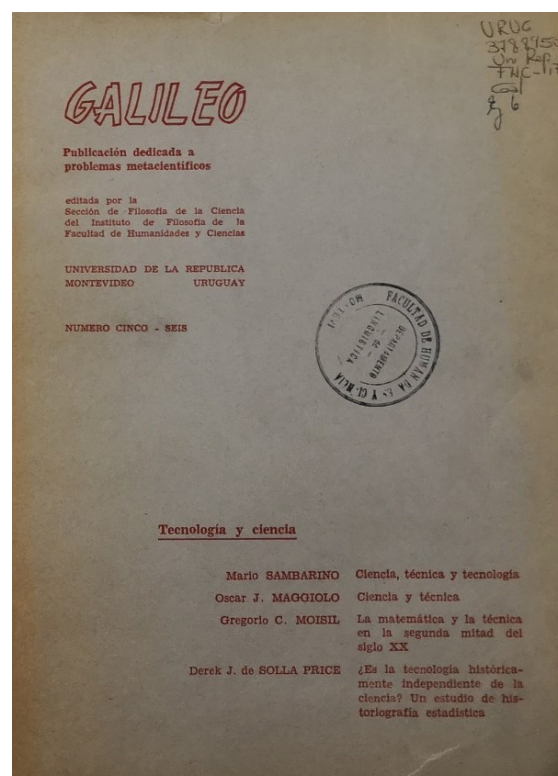 URUG
GALILEO
Publicación dedicada a
problemas metacientíficos
editada por la
Sección de Filosofía de la Ciencia
del Instituto de Filosofía de la
Facultad de Humanidades y Ciencias
UNIVERSIDAD DE LA REPUBLICA
MONTEVIDEO URUGUAY
NUMERO CINCO - SEIS
FACULTAD DE HUMANIDADES Y CIENCIA
DEPARTAMENTO
de
LINGUISTICA
Tecnología y ciencia
Mario SAMBARINO Ciencia, técnica y tecnología
Oscar J. MAGGIOLO Ciencia y técnica
Gregorio C. MOISIL La matemática y la técnica
en la segunda mitad del
siglo XX
Derek J. de SOLLA PRICE ¿Es la tecnología histórica-
mente independiente de la
ciencia? Un estudio de his-
toriografía estadística